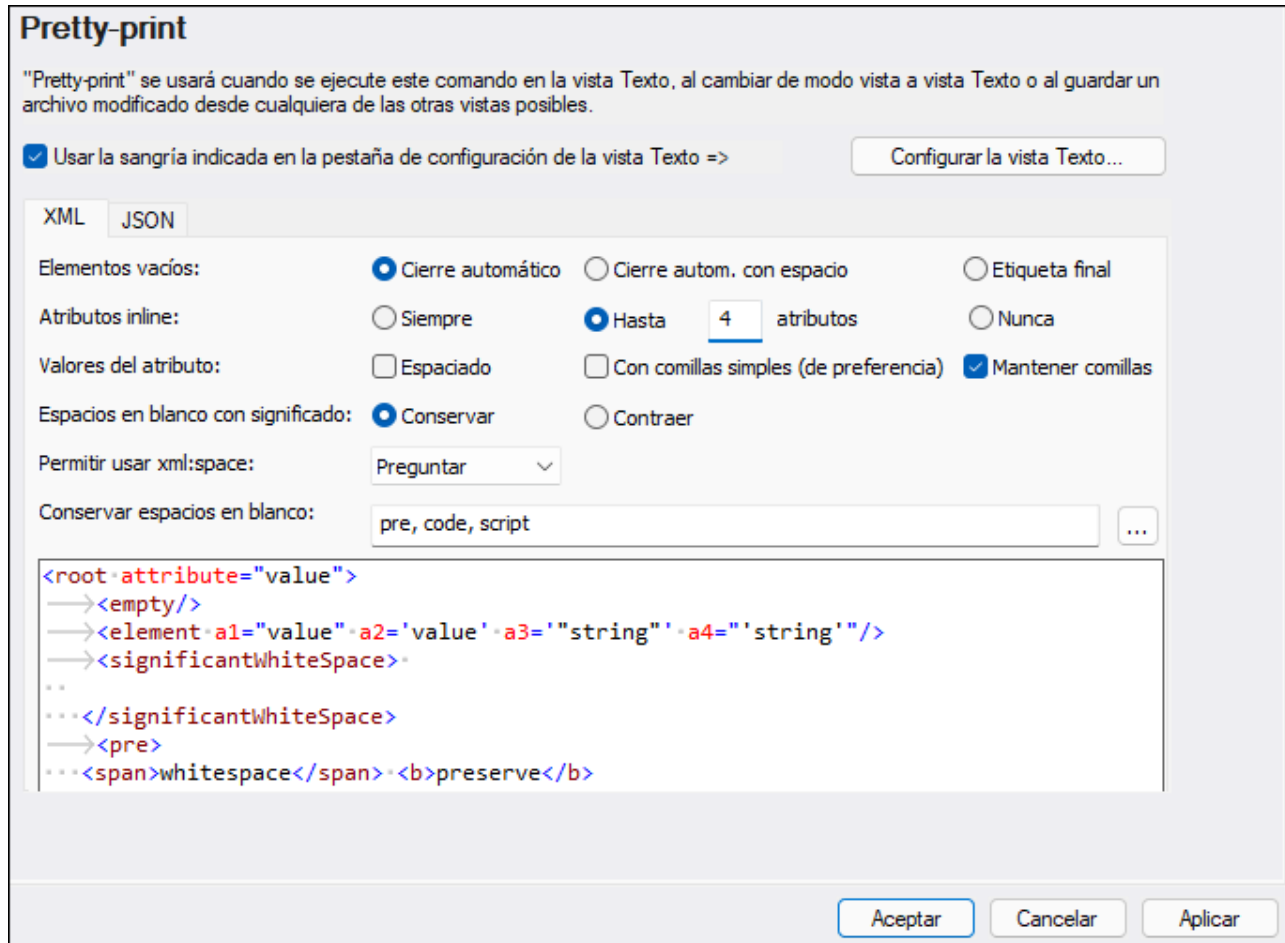 Pretty-print
"Pretty-print" se usará cuando se ejecute este comando en la vista Texto, al cambiar de modo vista a vista Texto o al guardar un
archivo modificado desde cualquiera de las otras vistas posibles.
Usar la sangría indicada en la pestaña de configuración de la vista Texto => Configurar la vista Texto...
XML JSON
Elementos vacíos: Cierre automático Cierre autom. con espacio Etiqueta final
Atributos inline: Siempre Hasta 4 atributos Nunca
Valores del atributo: Espaciado Con comillas simples (de preferencia) Mantener comillas
Espacios en blanco con significado: Conservar Contraer
Permitir usar xml:space: Preguntar
Conservar espacios en blanco: pre, code, script ...
<root·attribute="value">
<empty/>
<element·a1="value"·a2='value'·a3='"string"'·a4="'string'"/>
<significantWhiteSpace>·
··
···</significantWhiteSpace>
<pre>
···<span>whitespace</span>·<b>preserve</b>
Aceptar Cancelar Aplicar